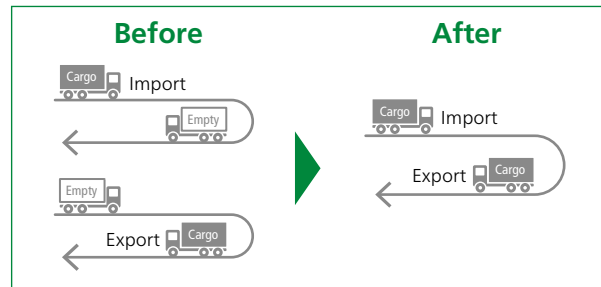 Before
Cargo
Import
Empty
Empty
Export
Cargo
After
Cargo
Import
Export
Cargo